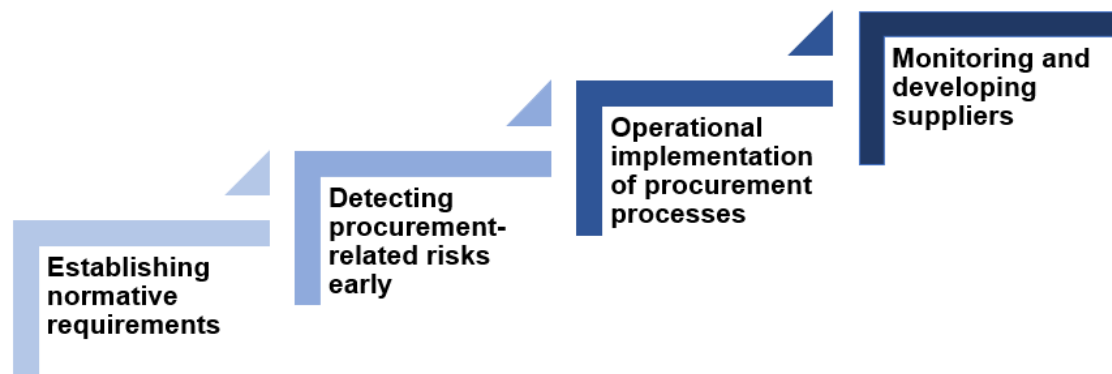 Establishing
normative
requirements
Detecting
procurement-
related risks
early
Operational
implementation
of procurement
processes
Monitoring and
developing
suppliers